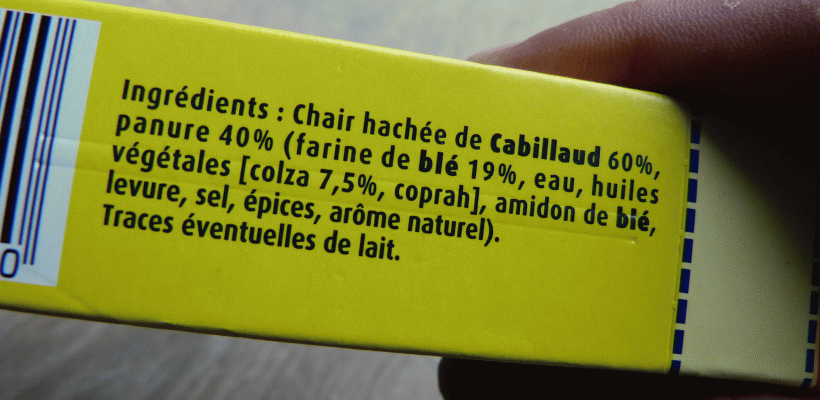 Ingrédients : Chair hachée de Cabillaud 60%,
panure 40% (farine de blé 19%, eau, huiles
végétales [colza 7,5%, coprah], amidon de blé,
levure, sel, épices, arôme naturel).
Traces éventuelles de lait.
0